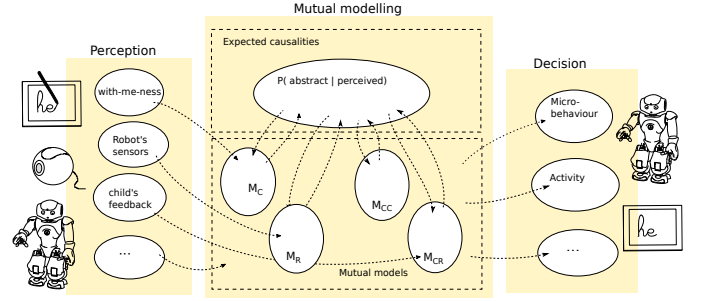 Mutual modelling
Perception
Decision
Expected causalities
P( abstract | perceived)
with-me-ness
Robot's
sensors
child's
feedback
...
he
M_C
M_R
M_CC
M_CR
Mutual models
Micro-
behaviour
Activity
...
he